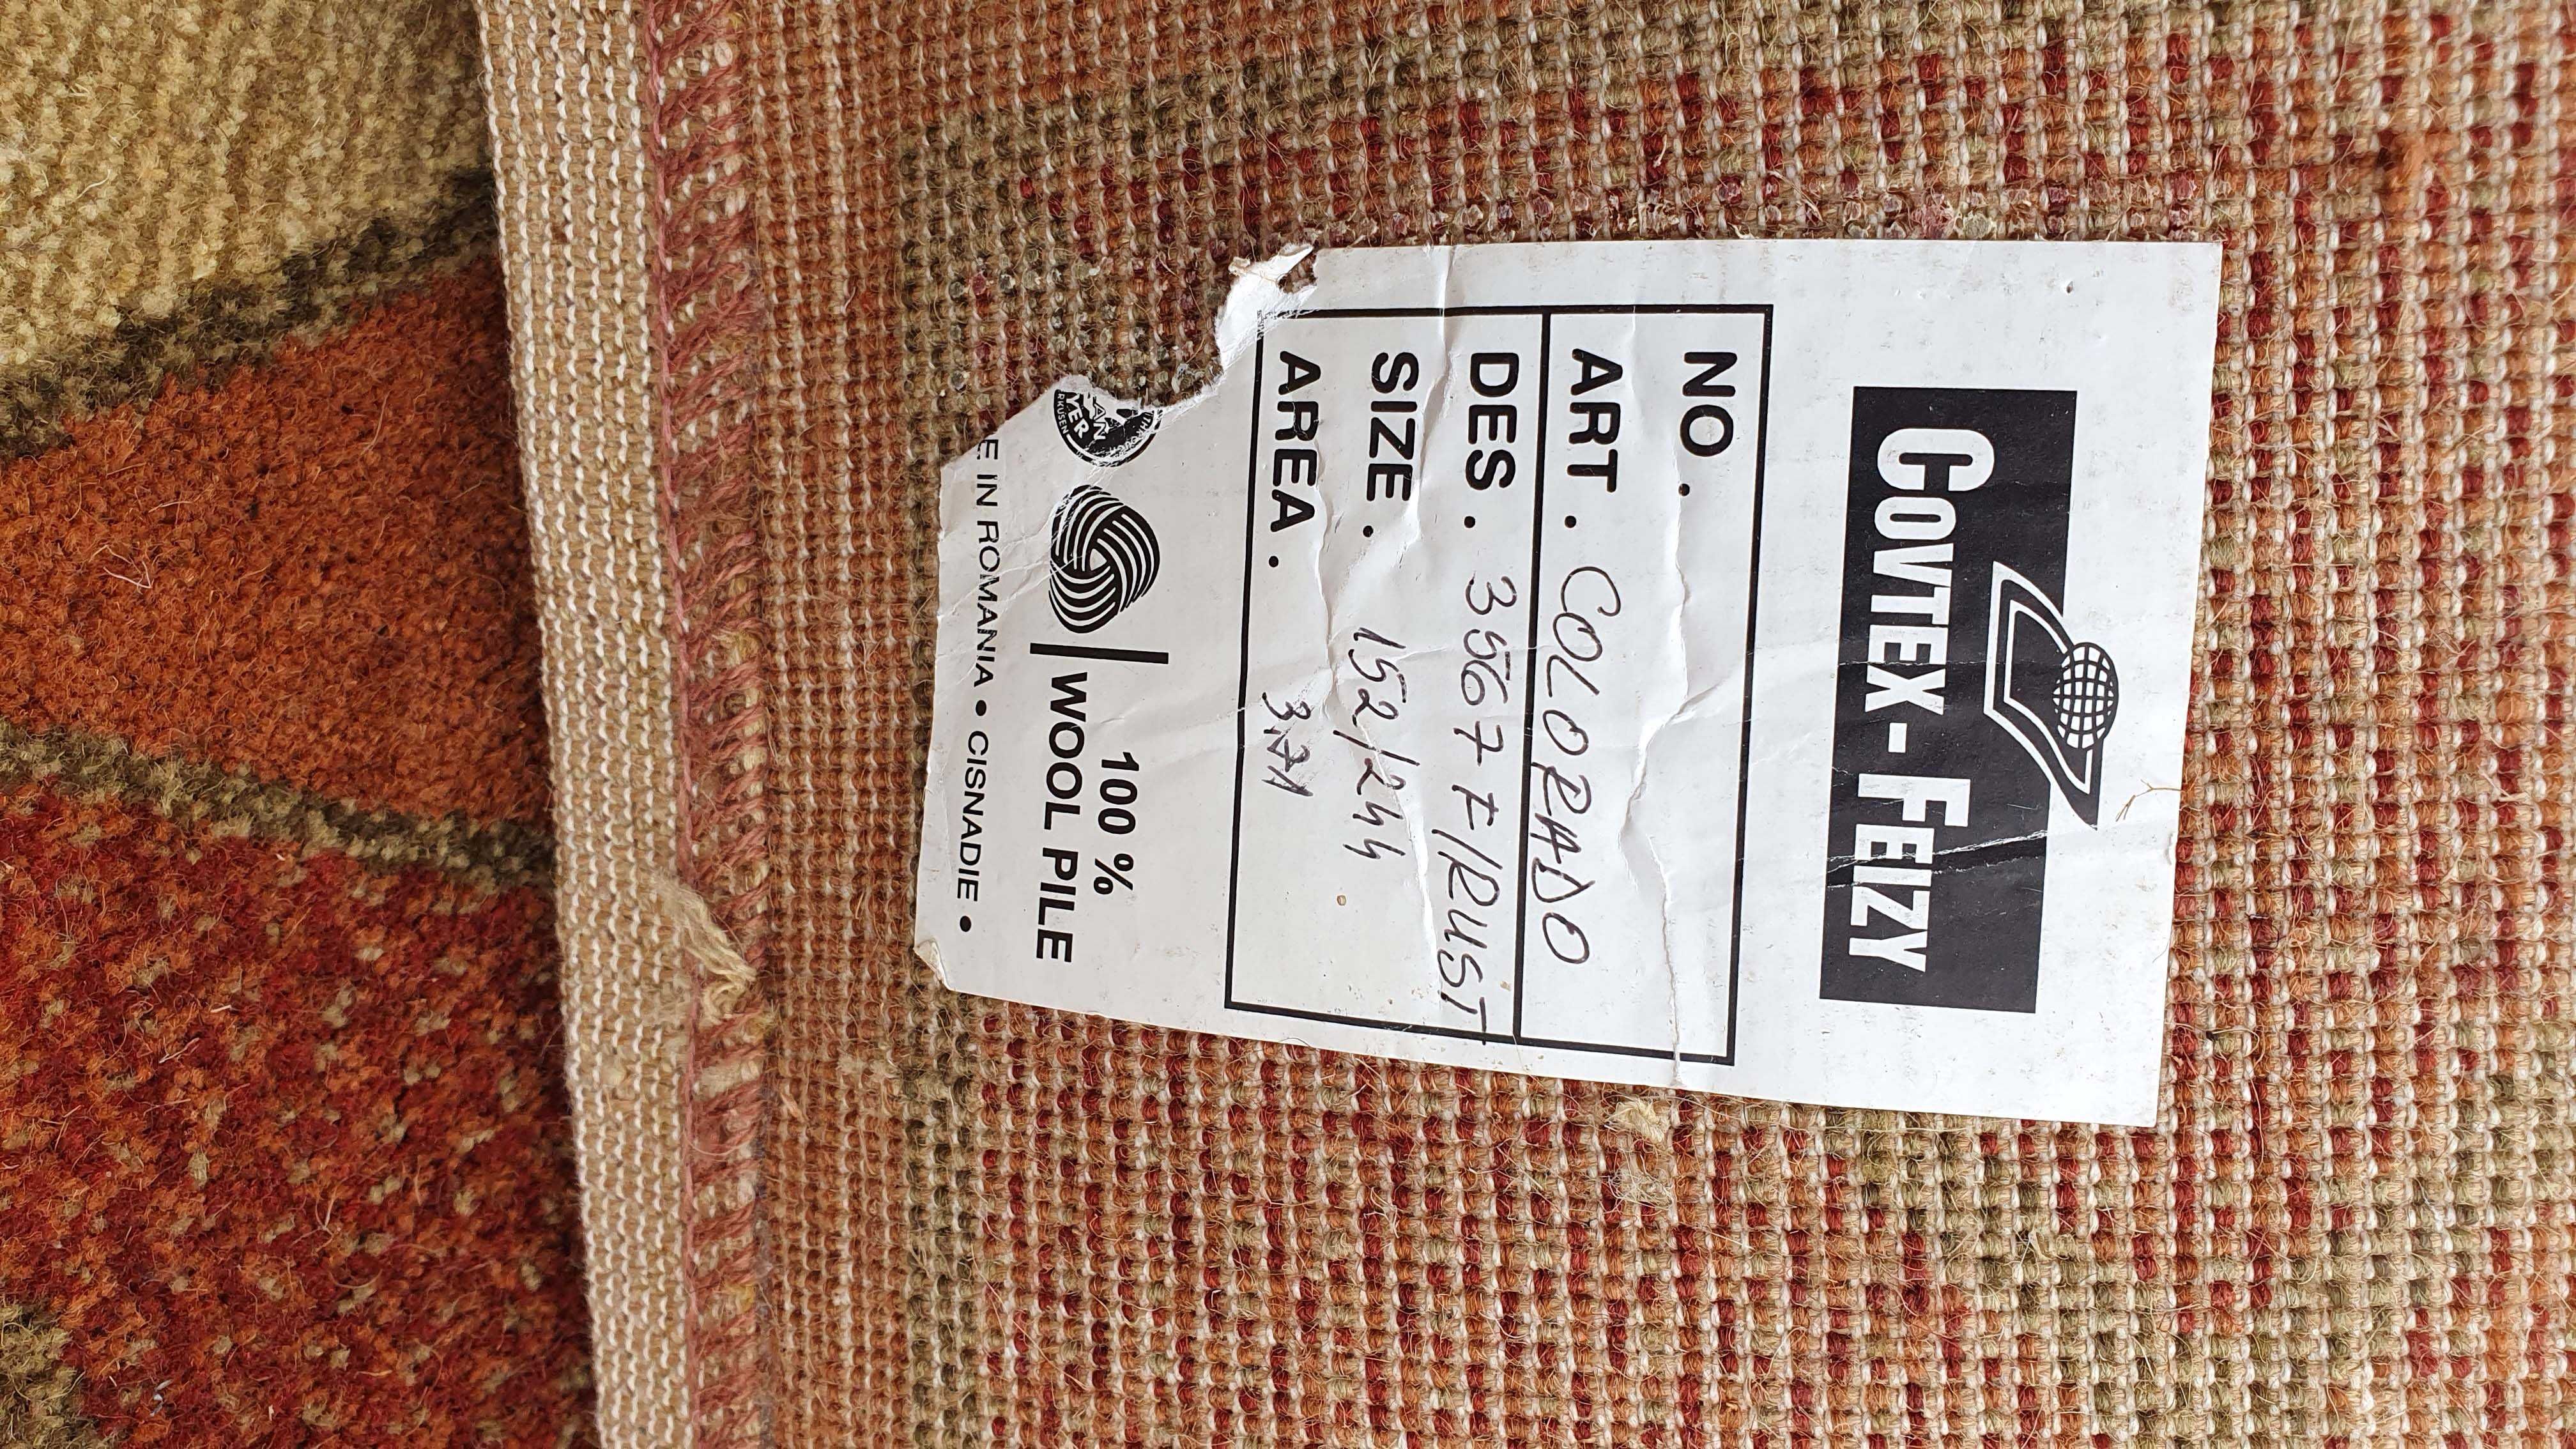 COVTEX-FEIZY
NO.
ART. COLORADO
DES. 3567 F/RUST
SIZE. 152/244
AREA. 3,71
100 %
WOOL PILE
E IN ROMANIA • CISNADIE •